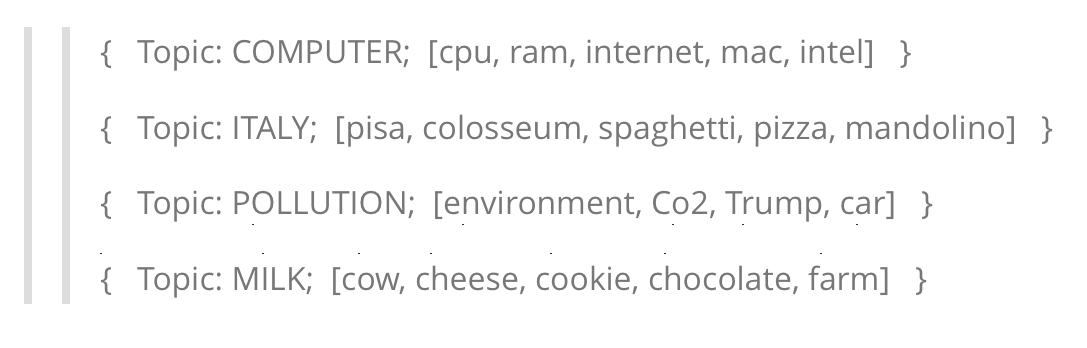 { Topic: COMPUTER; [cpu, ram, internet, mac, intel] }
{ Topic: ITALY; [pisa, colosseum, spaghetti, pizza, mandolino] }
{ Topic: POLLUTION; [environment, Co2, Trump, car] }
{ Topic: MILK; [cow, cheese, cookie, chocolate, farm] }